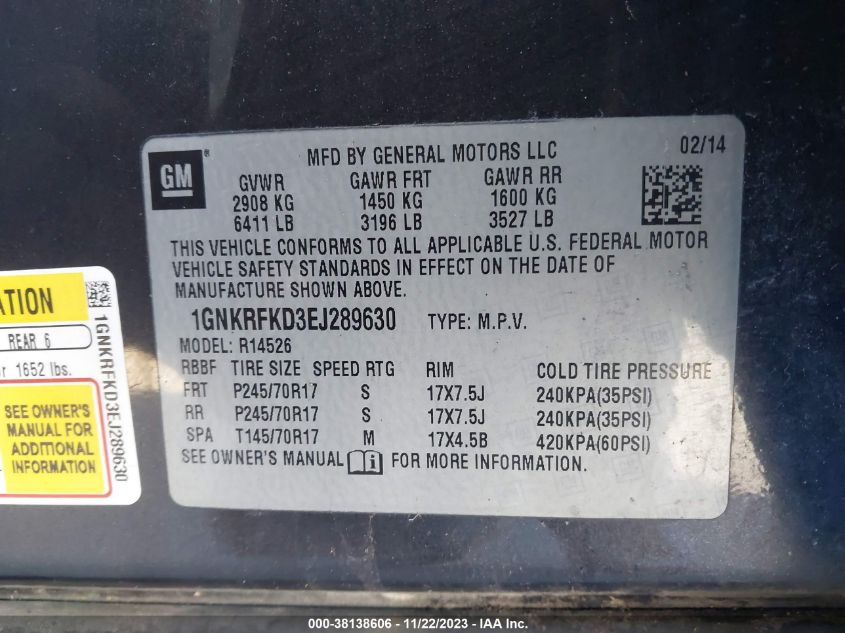 GM
®
MFD BY GENERAL MOTORS LLC
02/14
GVWR GAWR FRT GAWR RR
2908 KG 1450 KG 1600 KG
6411 LB 3196 LB 3527 LB
THIS VEHICLE CONFORMS TO ALL APPLICABLE U.S. FEDERAL MOTOR
VEHICLE SAFETY STANDARDS IN EFFECT ON THE DATE OF
MANUFACTURE SHOWN ABOVE.
1GNKRFKD3EJ289630 TYPE: M.P.V.
MODEL: R14526
RBBF TIRE SIZE SPEED RTG RIM COLD TIRE PRESSURE
FRT P245/70R17 S 17X7.5J 240KPA(35PSI)
RR P245/70R17 S 17X7.5J 240KPA(35PSI)
SPA T145/70R17 M 17X4.5B 420KPA(60PSI)
SEE OWNER'S MANUAL i FOR MORE INFORMATION.
REAR 6
1652 lbs.
SEE OWNER'S
MANUAL FOR
ADDITIONAL
INFORMATION
1GNKRFKD3EJ289630
000-38138606 - 11/22/2023 - IAA Inc.